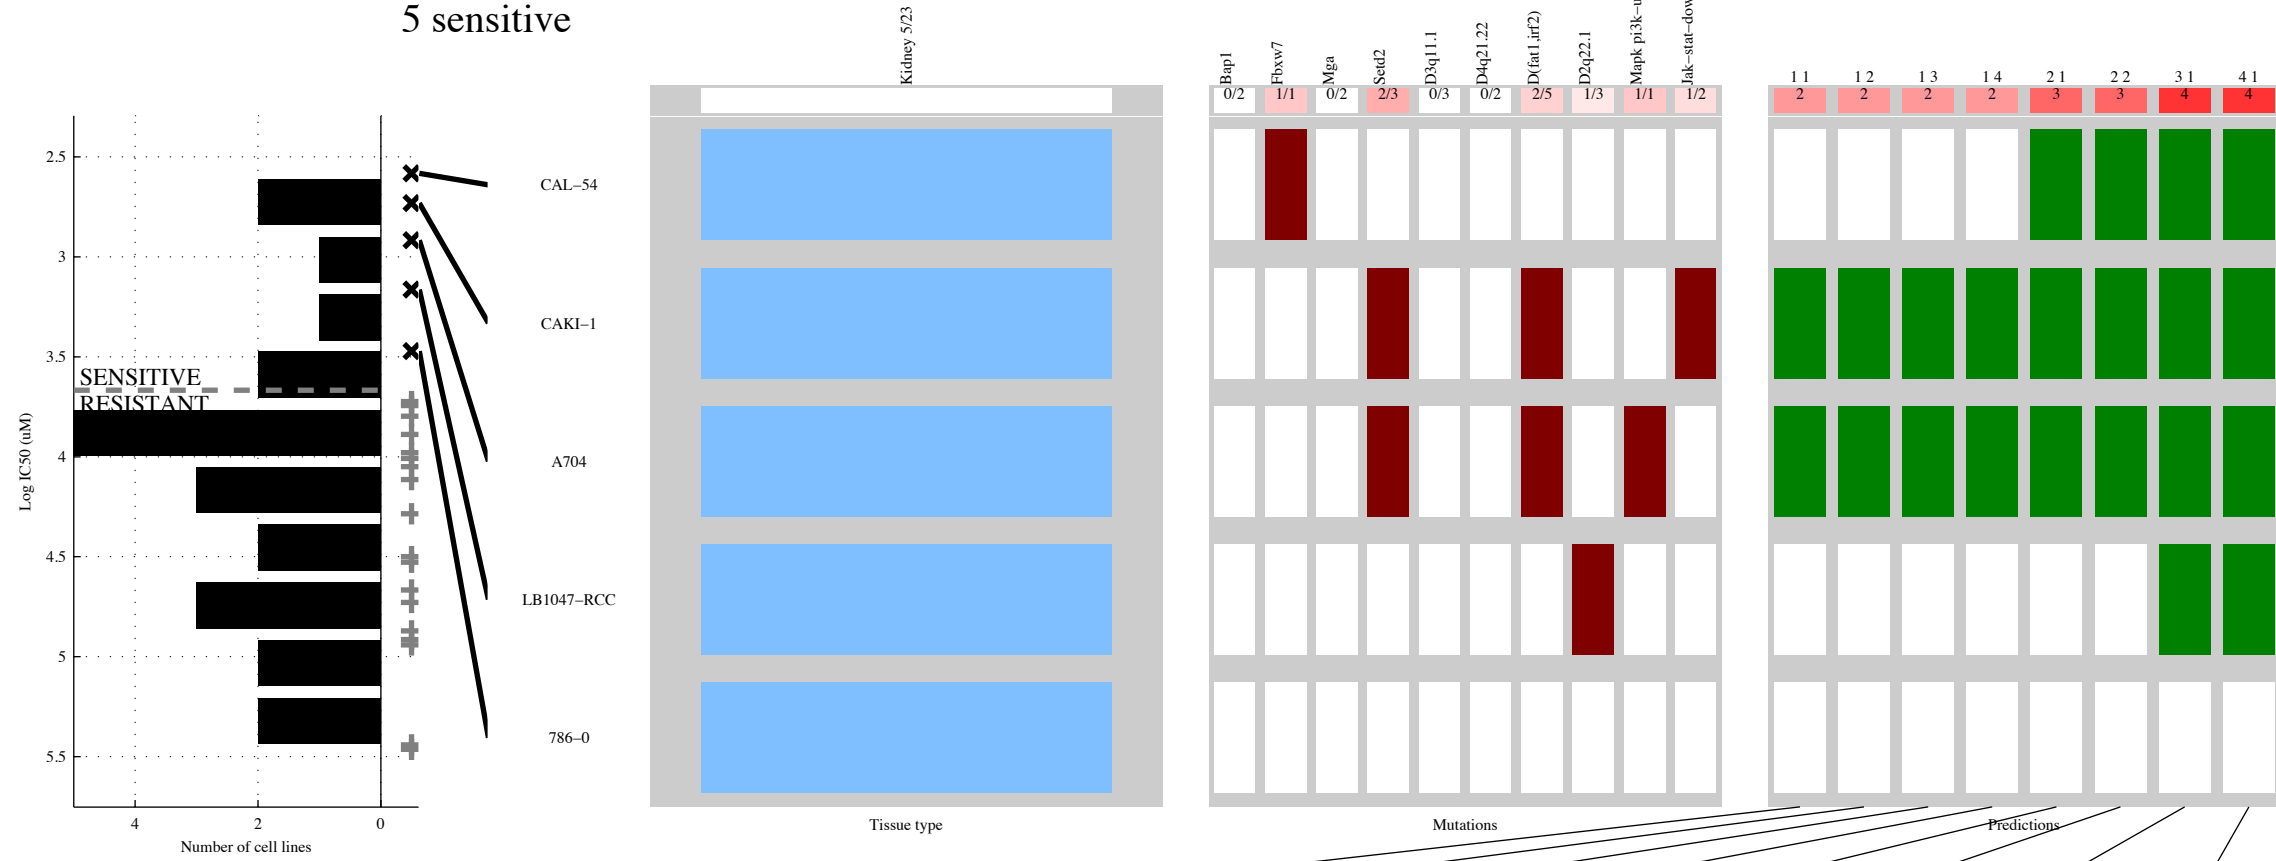 5 sensitive
Kidney 5/23
Bap1
Fbxw7
Mga
Setd2
D3q11.1
D4q21.22
D(fat1,irf2)
D2q22.1
Mapk pi3k−u
Jak−stat−dow
1 1 1 2 1 3 1 4 2 1 2 2 3 1 4 1
0/2 1/1 0/2 2/3 0/3 0/2 2/5 1/3 1/1 1/2
2 2 2 2 3 3 4 4
2.5
3
3.5
4
4.5
5
5.5
Log IC50 (uM)
SENSITIVE
RESISTANT
CAL−54
CAKI−1
A704
LB1047−RCC
786−0
4 2 0
Number of cell lines
Tissue type
Mutations
Predictions